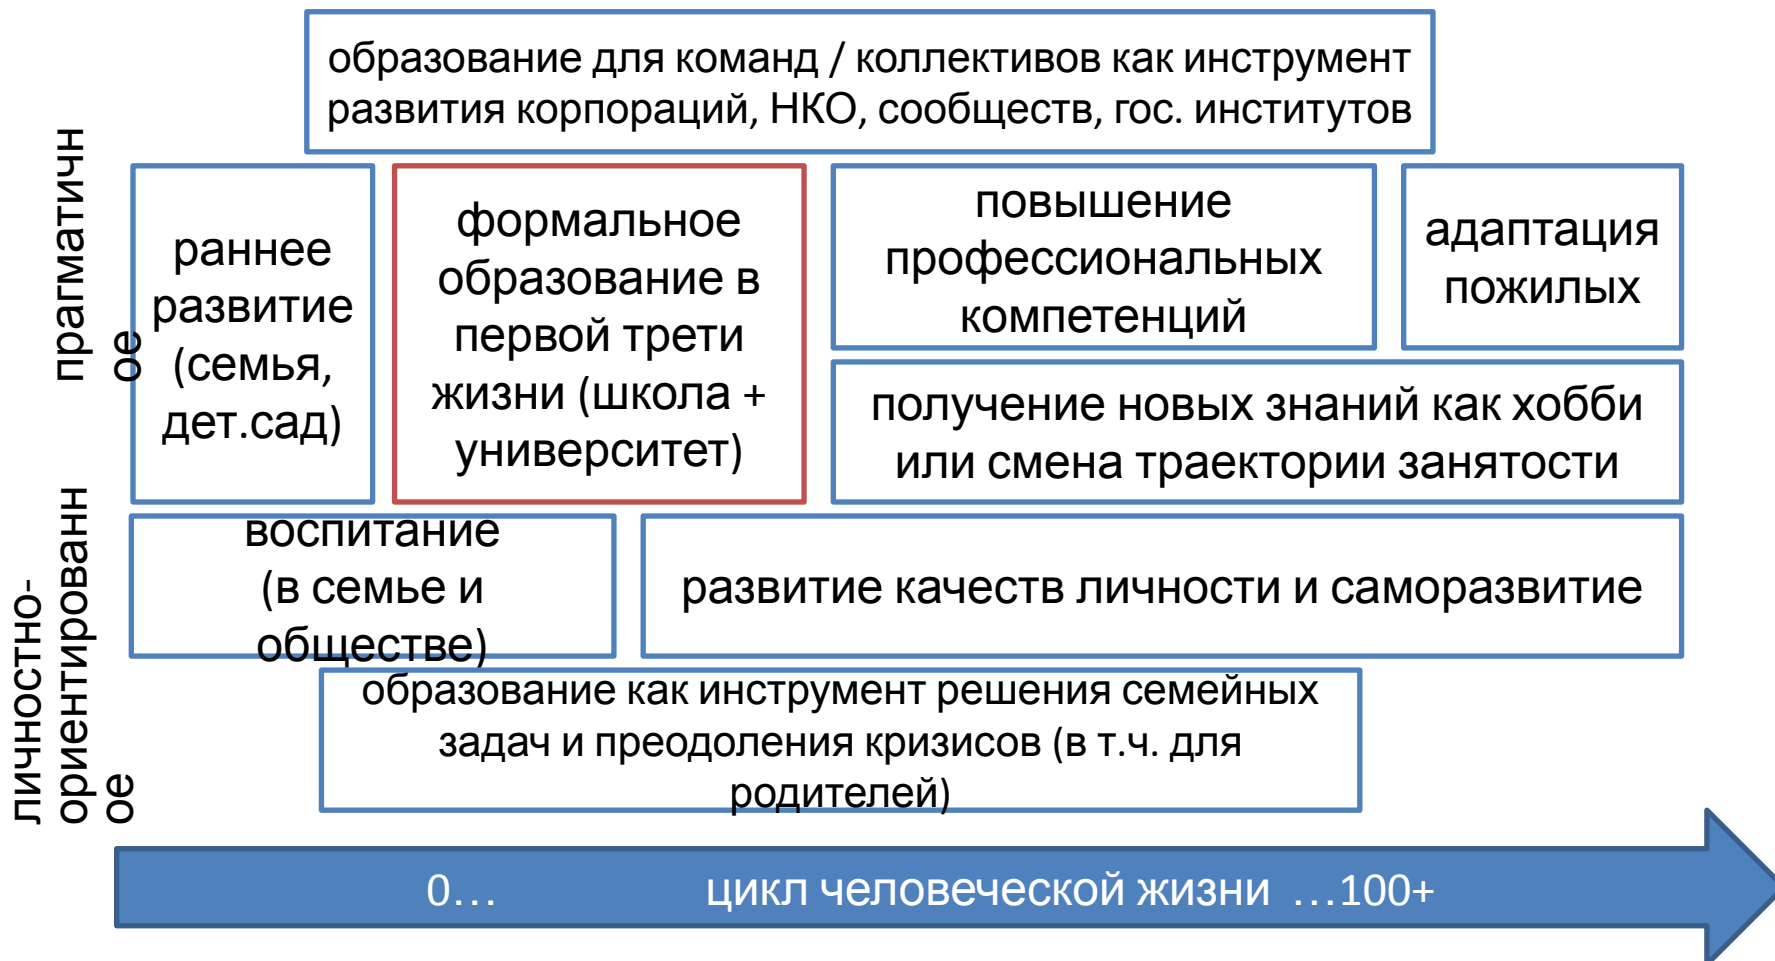 образование для команд / коллективов как инструмент
развития корпораций, НКО, сообществ, гос. институтов
прагматичн
ое
раннее
развитие
(семья,
дет.сад)
формальное
образование в
первой трети
жизни (школа +
университет)
повышение
профессиональных
компетенций
адаптация
пожилых
получение новых знаний как хобби
или смена траектории занятости
личностно-
ориентированн
ое
воспитание
(в семье и
обществе)
развитие качеств личности и саморазвитие
образование как инструмент решения семейных
задач и преодоления кризисов (в т.ч. для
родителей)
0… цикл человеческой жизни …100+